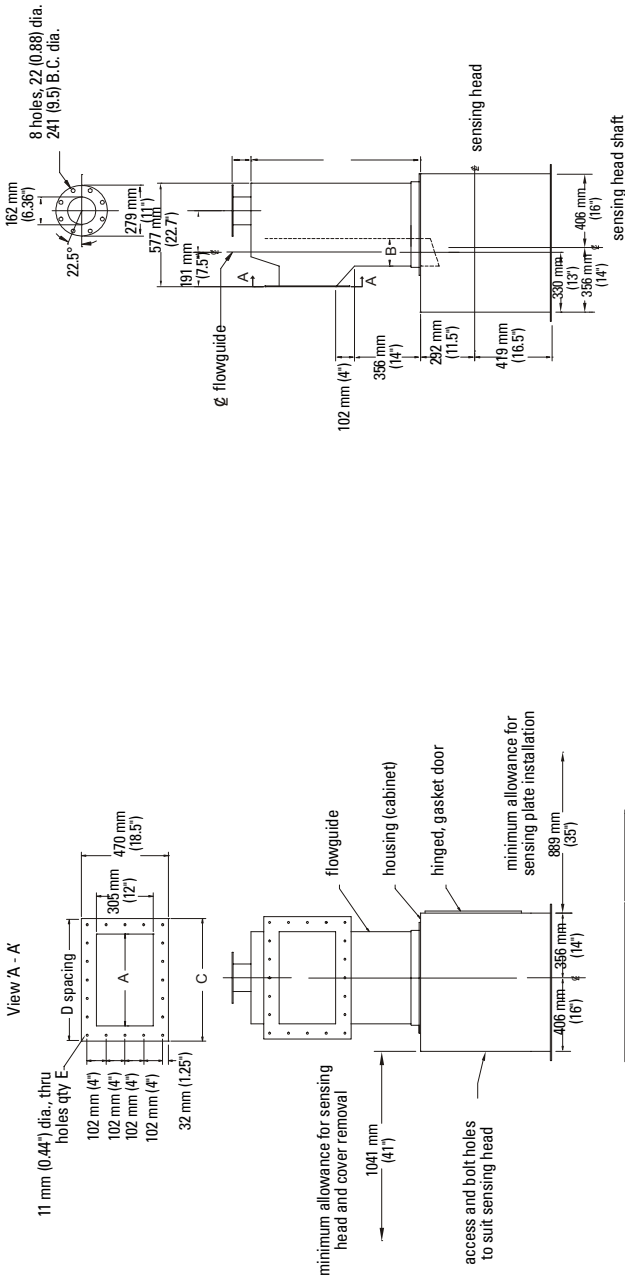 162 mm
(6.36")
8 holes, 22 (0.88) dia.
241 (9.5) B.C. dia.
22.5°
279 mm
(11")
577 mm
(22.7")
191 mm
(7.5")
A
A
B
℄ flowguide
102 mm (4")
356 mm
(14")
292 mm
(11.5")
419 mm
(16.5")
℄ sensing head
406 mm
(16")
330 mm
(13")
356 mm
(14")
℄
sensing head shaft
View 'A - A'
11 mm (0.44") dia., thru
holes qty E
D spacing
470 mm
(18.5")
305 mm
(12")
A
C
102 mm (4")
102 mm (4")
102 mm (4")
102 mm (4")
32 mm (1.25")
flowguide
housing (cabinet)
hinged, gasket door
minimum allowance for
sensing plate installation
889 mm
(35")
356 mm
(14")
℄
406 mm
(16")
minimum allowance for sensing
head and cover removal
1041 mm
(41")
access and bolt holes
to suit sensing head